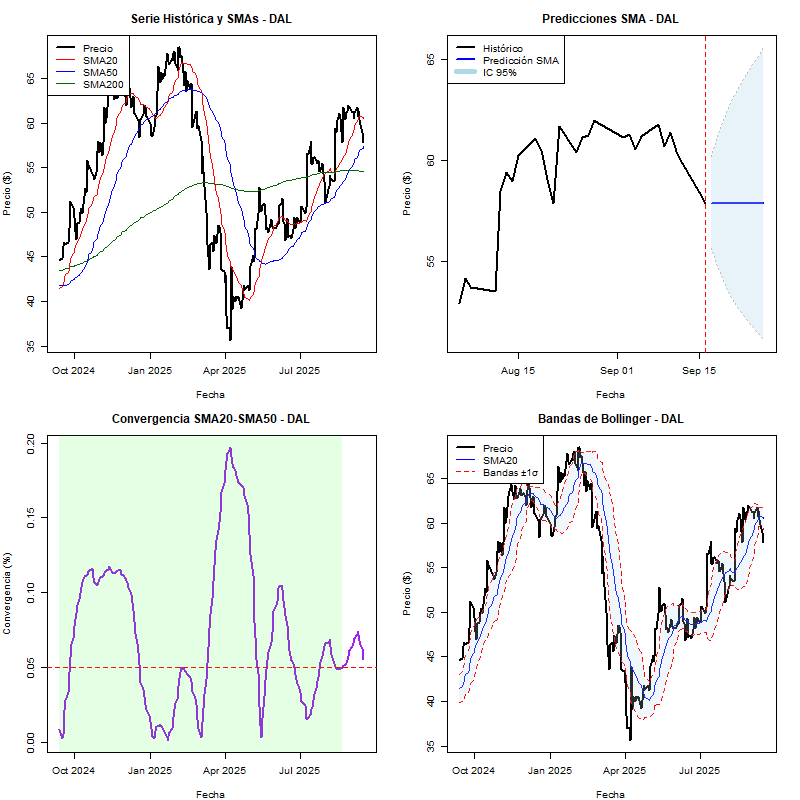 Serie Histórica y SMAs - DAL
Precio
SMA20
SMA50
SMA200
Precio ($)
35 40 45 50 55 60 65
Oct 2024 Jan 2025 Apr 2025 Jul 2025
Fecha
Predicciones SMA - DAL
Histórico
Predicción SMA
IC 95%
Precio ($)
55 60 65
Aug 15 Sep 01 Sep 15
Fecha
Convergencia SMA20-SMA50 - DAL
Convergencia (%)
0.00 0.05 0.10 0.15 0.20
Oct 2024 Jan 2025 Apr 2025 Jul 2025
Fecha
Bandas de Bollinger - DAL
Precio
SMA20
Bandas ±1σ
Precio ($)
35 40 45 50 55 60 65
Oct 2024 Jan 2025 Apr 2025 Jul 2025
Fecha